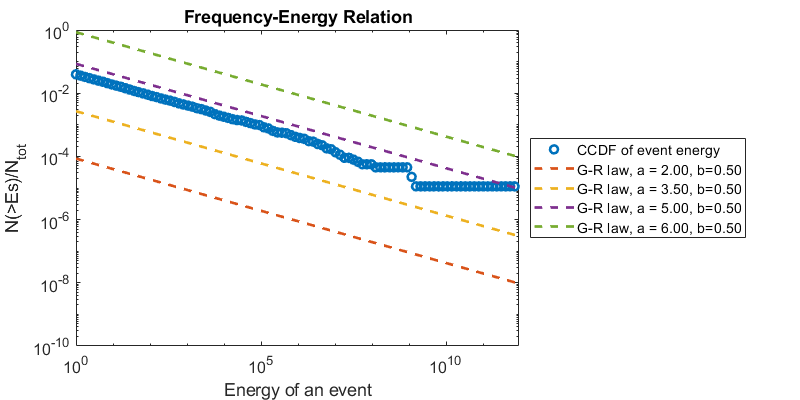 Frequency-Energy Relation
10^0
10^-2
10^-4
10^-6
10^-8
10^-10
N(>Es)/N_tot
10^0
10^5
10^10
Energy of an event
CCDF of event energy
G-R law, a = 2.00, b=0.50
G-R law, a = 3.50, b=0.50
G-R law, a = 5.00, b=0.50
G-R law, a = 6.00, b=0.50